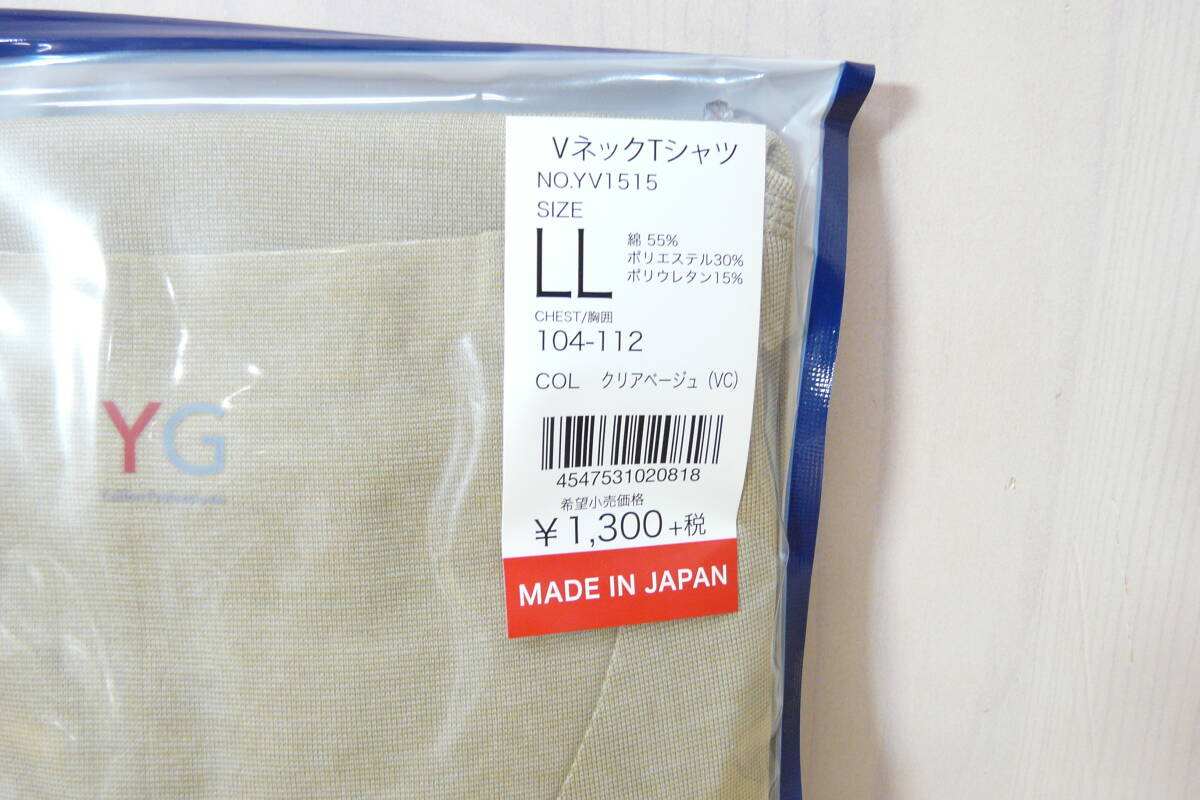 VネックTシャツ
NO.YV1515
SIZE
LL
綿 55%
ポリエステル30%
ポリウレタン15%
CHEST/胸囲
104-112
COL クリアベージュ (VC)
4547531020818
希望小売価格
¥1,300+税
MADE IN JAPAN
YG